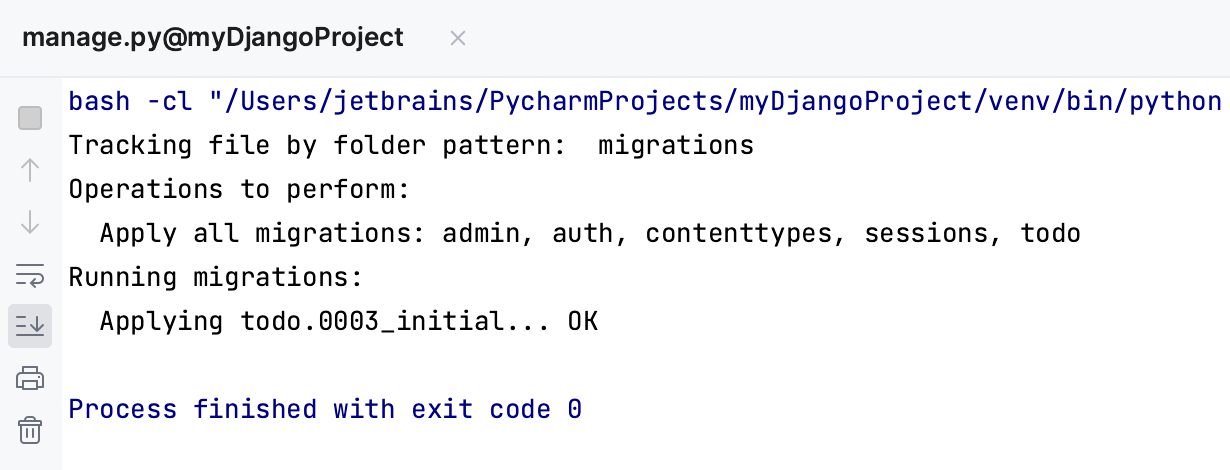 manage.py@myDjangoProject
bash -cl "/Users/jetbrains/PycharmProjects/myDjangoProject/venv/bin/python
Tracking file by folder pattern:  migrations
Operations to perform:
  Apply all migrations: admin, auth, contenttypes, sessions, todo
Running migrations:
  Applying todo.0003_initial... OK
Process finished with exit code 0